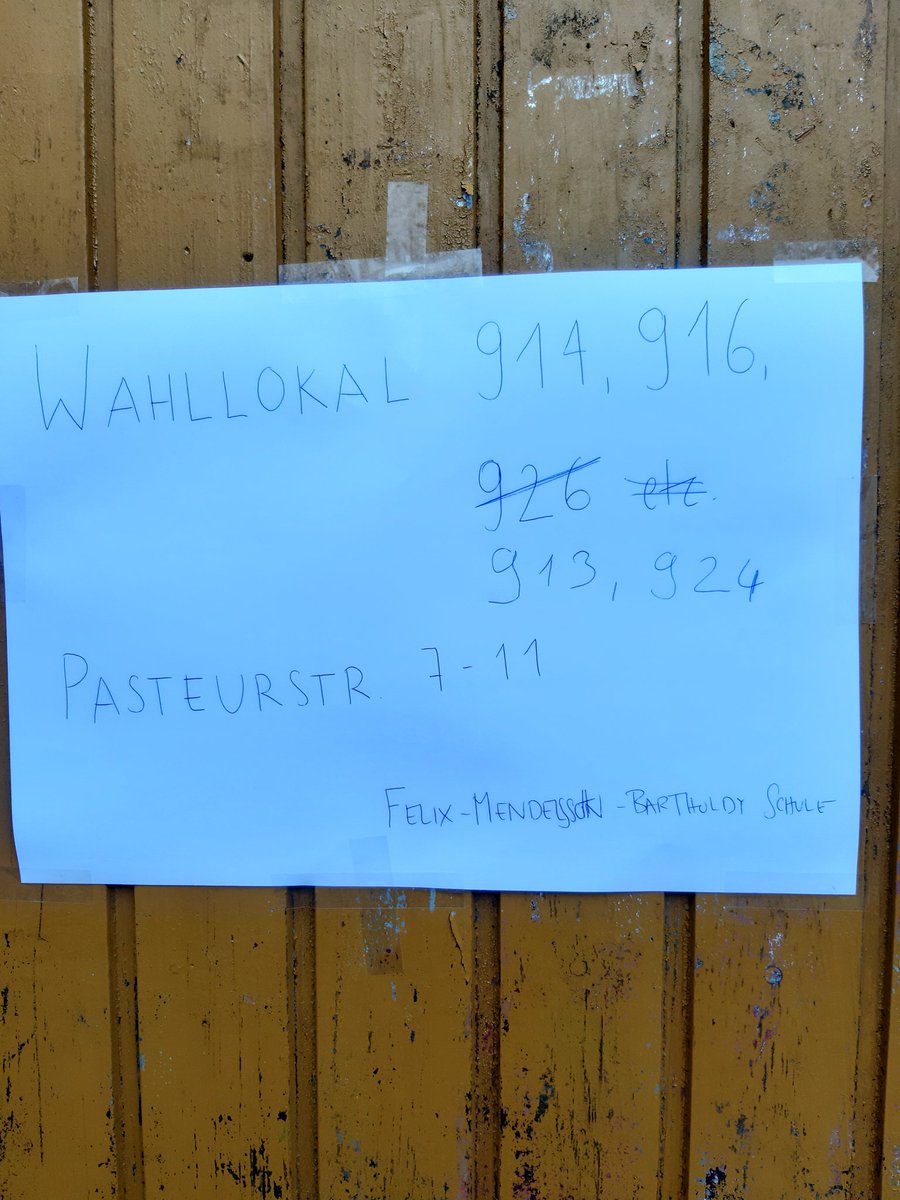 WAHLLOKAL 914, 916,
926 etc.
913, 924
PASTEURSTR. 7-11
FELIX-MENDELSSOHN-BARTHOLDY SCHULE